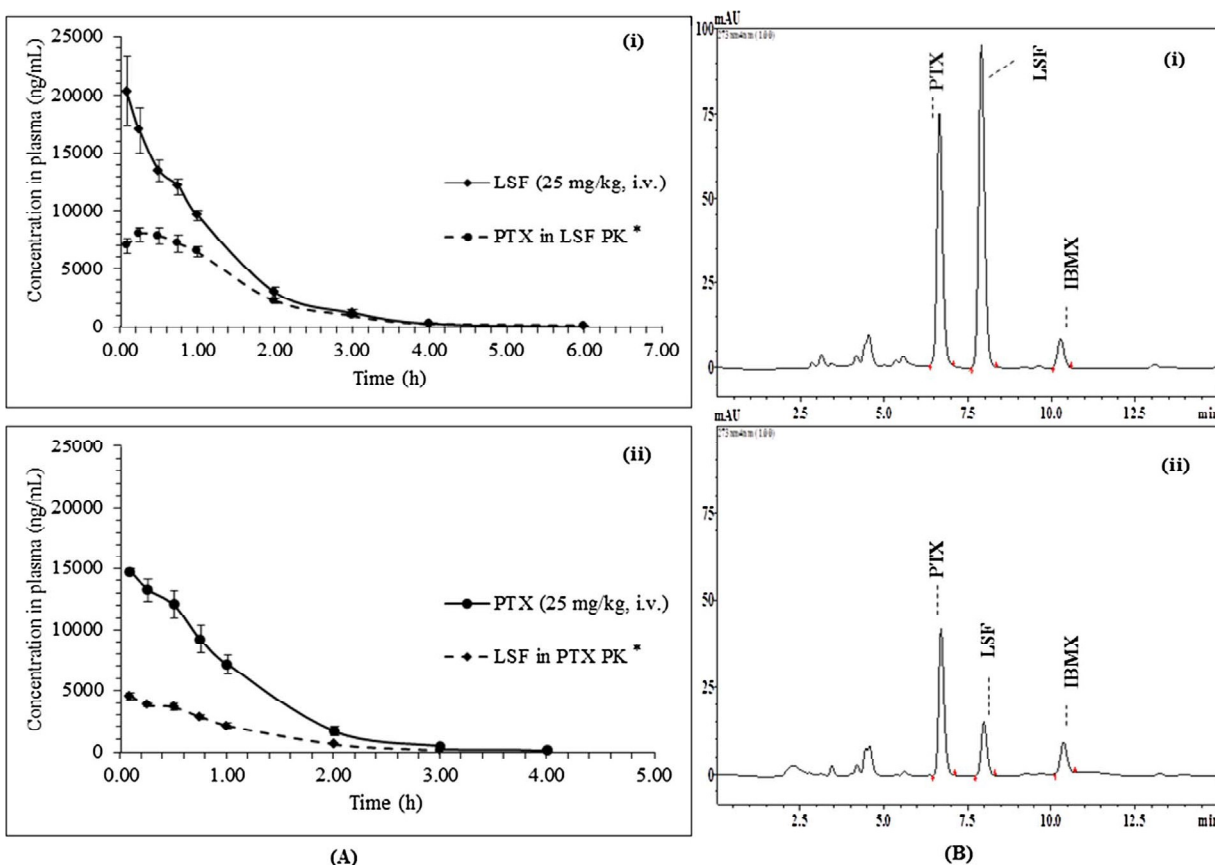 (i)
Concentration in plasma (ng/mL)
25000
20000
15000
10000
5000
0
LSF (25 mg/kg, i.v.)
PTX in LSF PK *
0.00 1.00 2.00 3.00 4.00 5.00 6.00 7.00
Time (h)
(ii)
Concentration in plasma (ng/mL)
25000
20000
15000
10000
5000
0
PTX (25 mg/kg, i.v.)
LSF in PTX PK *
0.00 1.00 2.00 3.00 4.00 5.00
Time (h)
(A)
mAU
100
75
50
25
0
(i)
PTX
LSF
IBMX
2.5 5.0 7.5 10.0 12.5 min
mAU
75
50
25
0
(ii)
PTX
LSF
IBMX
2.5 5.0 7.5 10.0 12.5 min
(B)